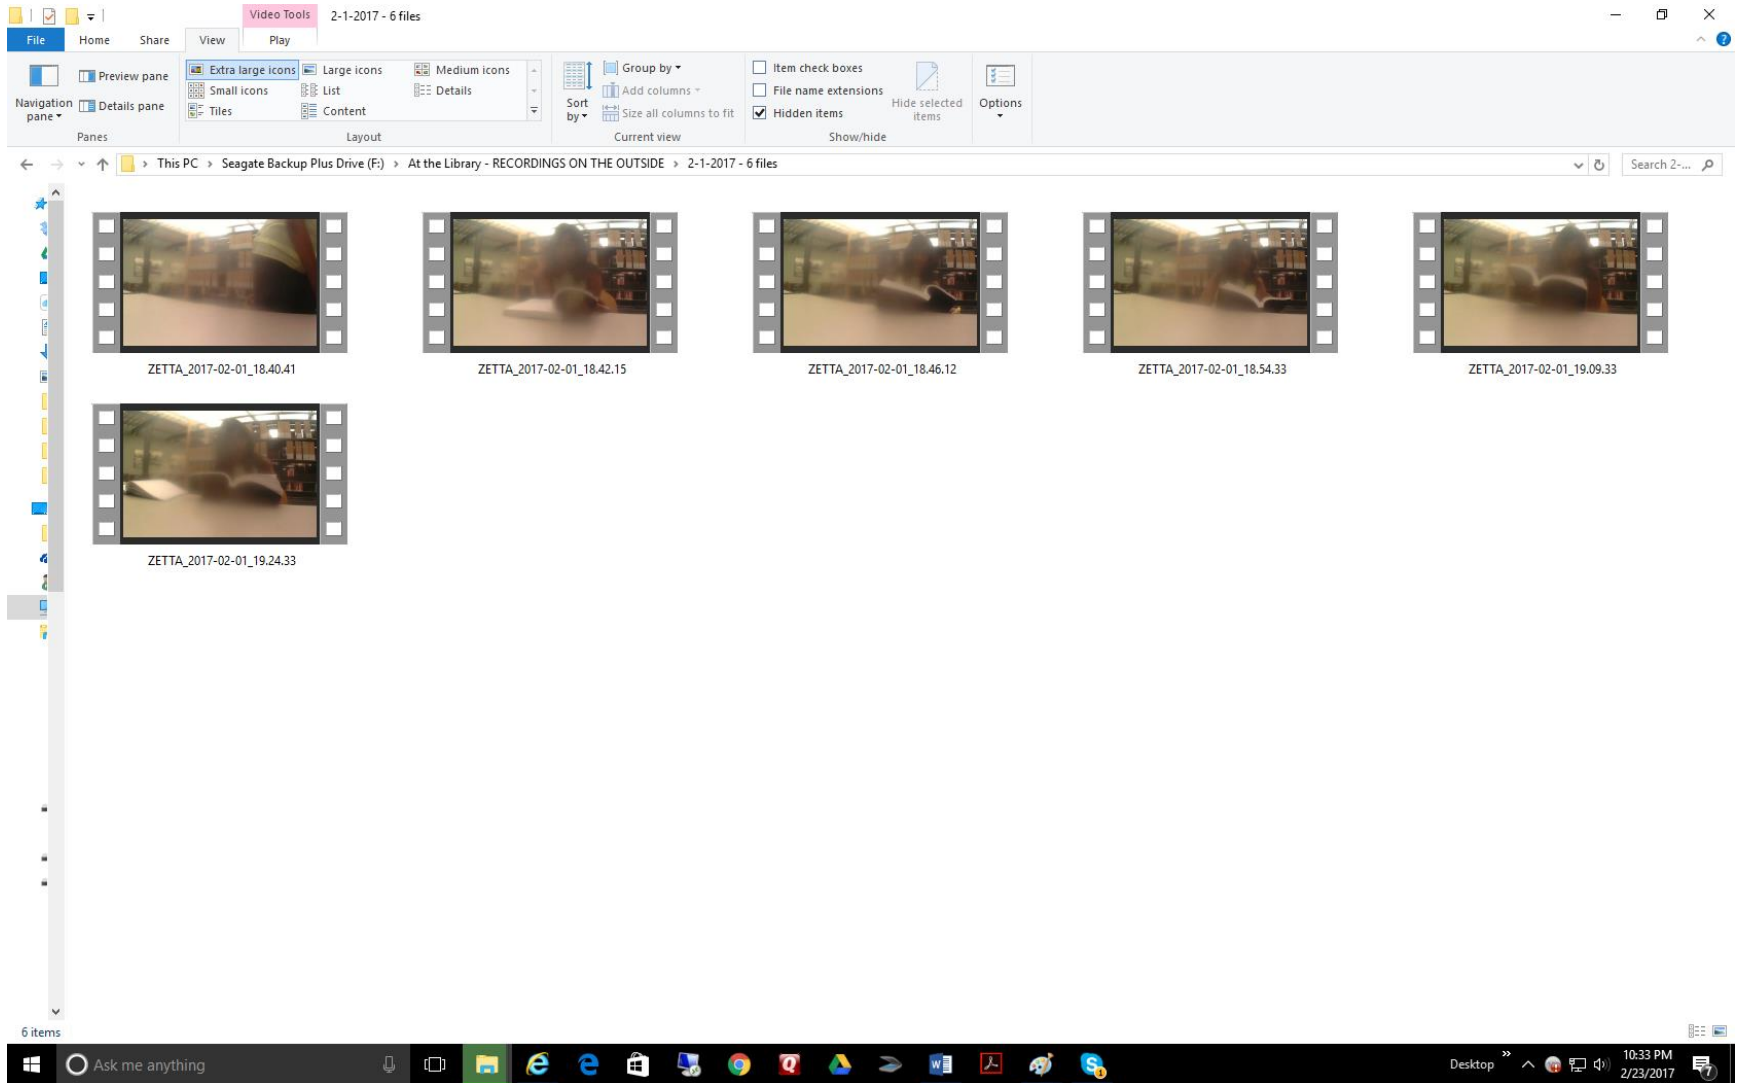 Video Tools 2-1-2017 - 6 files
File Home Share View Play
Preview pane Extra large icons Large icons Medium icons Group by Item check boxes
Small icons List Details Add columns File name extensions
Navigation pane Details pane Tiles Content Sort by Size all columns to fit Hidden items Hide selected items Options
Panes Layout Current view Show/hide
This PC > Seagate Backup Plus Drive (F:) > At the Library - RECORDINGS ON THE OUTSIDE > 2-1-2017 - 6 files Search 2-...
ZETTA_2017-02-01_18.40.41 ZETTA_2017-02-01_18.42.15 ZETTA_2017-02-01_18.46.12 ZETTA_2017-02-01_18.54.33 ZETTA_2017-02-01_19.09.33
ZETTA_2017-02-01_19.24.33
6 items
Ask me anything Desktop 10:33 PM
2/23/2017